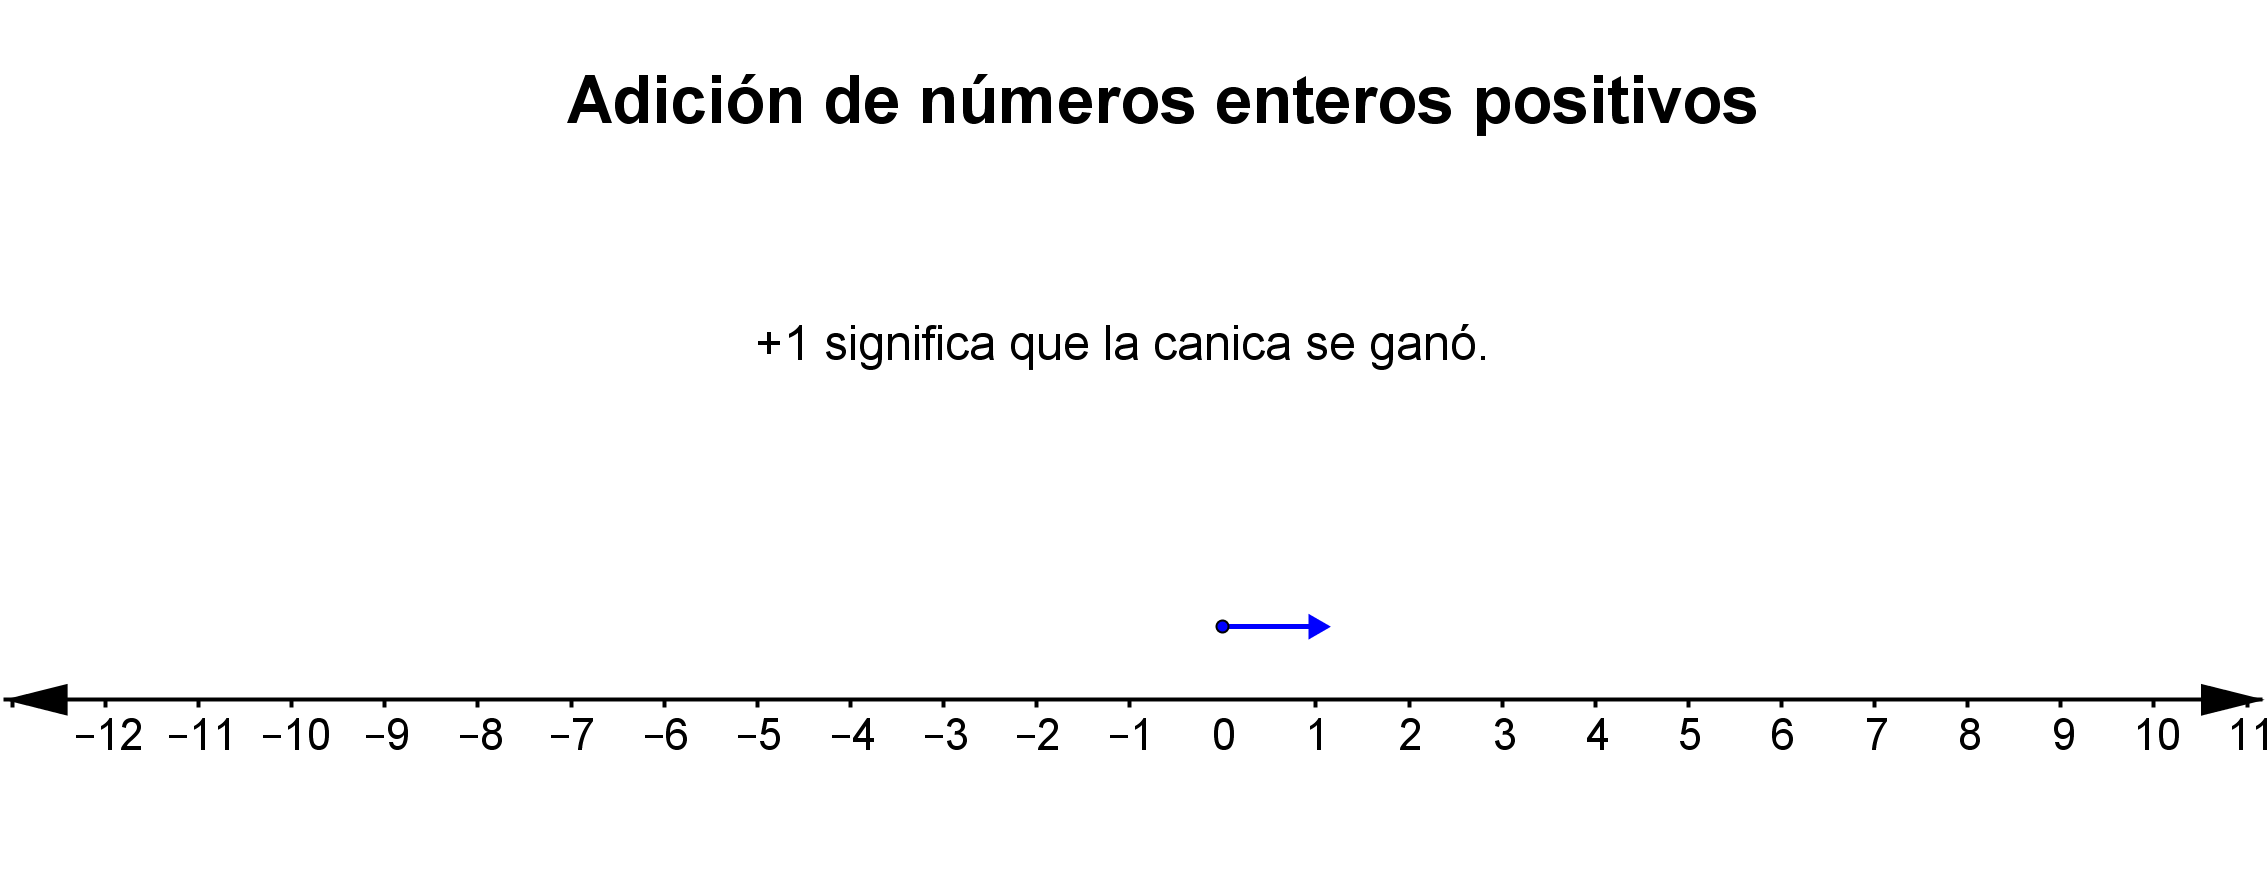 Adición de números enteros positivos
+1 significa que la canica se ganó.
−12 −11 −10 −9 −8 −7 −6 −5 −4 −3 −2 −1 0 1 2 3 4 5 6 7 8 9 10 11